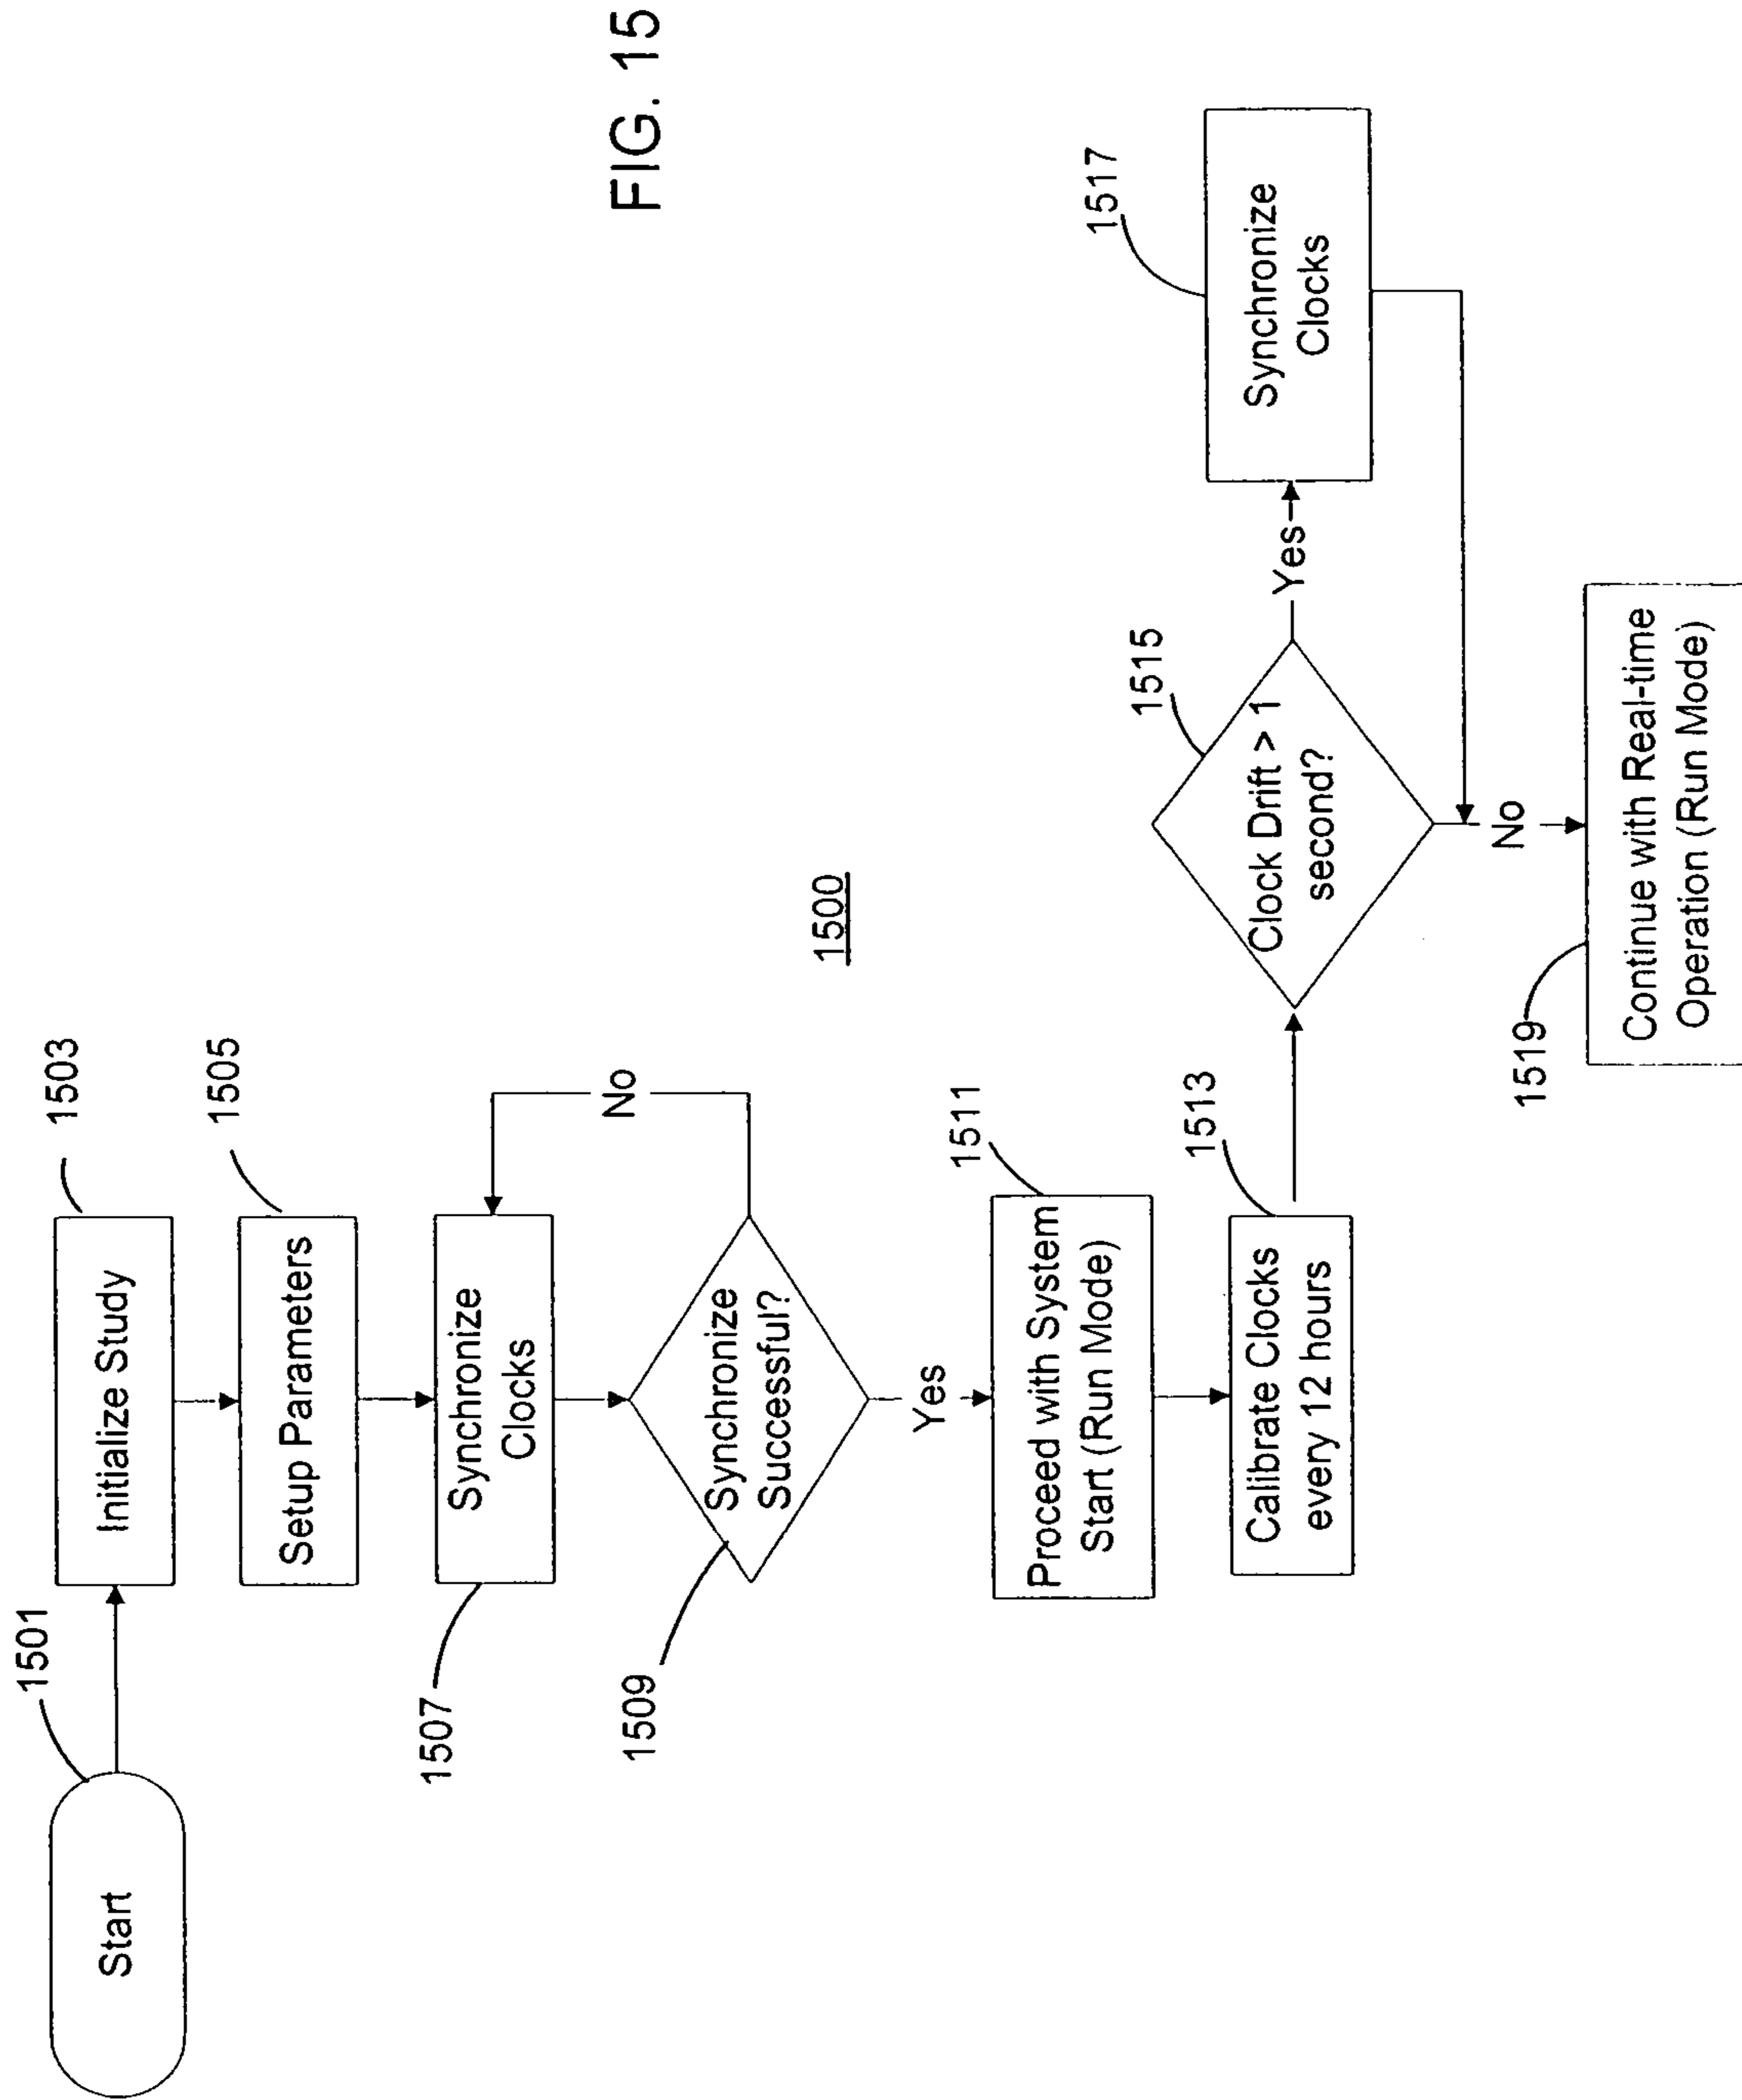 FIG. 15
1500
1501
Start
1503
Initialize Study
1505
Setup Parameters
1507
Synchronize
Clocks
No
1509
Synchronize
Successful?
Yes
1511
Proceed with System
Start (Run Mode)
1513
Calibrate Clocks
every 12 hours
1515
Clock Drift > 1
second?
Yes
1517
Synchronize
Clocks
No
1519
Continue with Real-time
Operation (Run Mode)